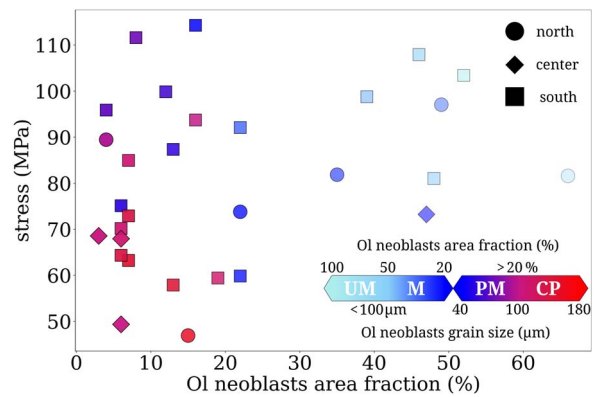 110
100
90
80
70
60
50
stress (MPa)
north
center
south
Ol neoblasts area fraction (%)
100 50 20 >20 %
UM M PM CP
<100μm 40 100 180
Ol neoblasts grain size (μm)
0 10 20 30 40 50 60
Ol neoblasts area fraction (%)